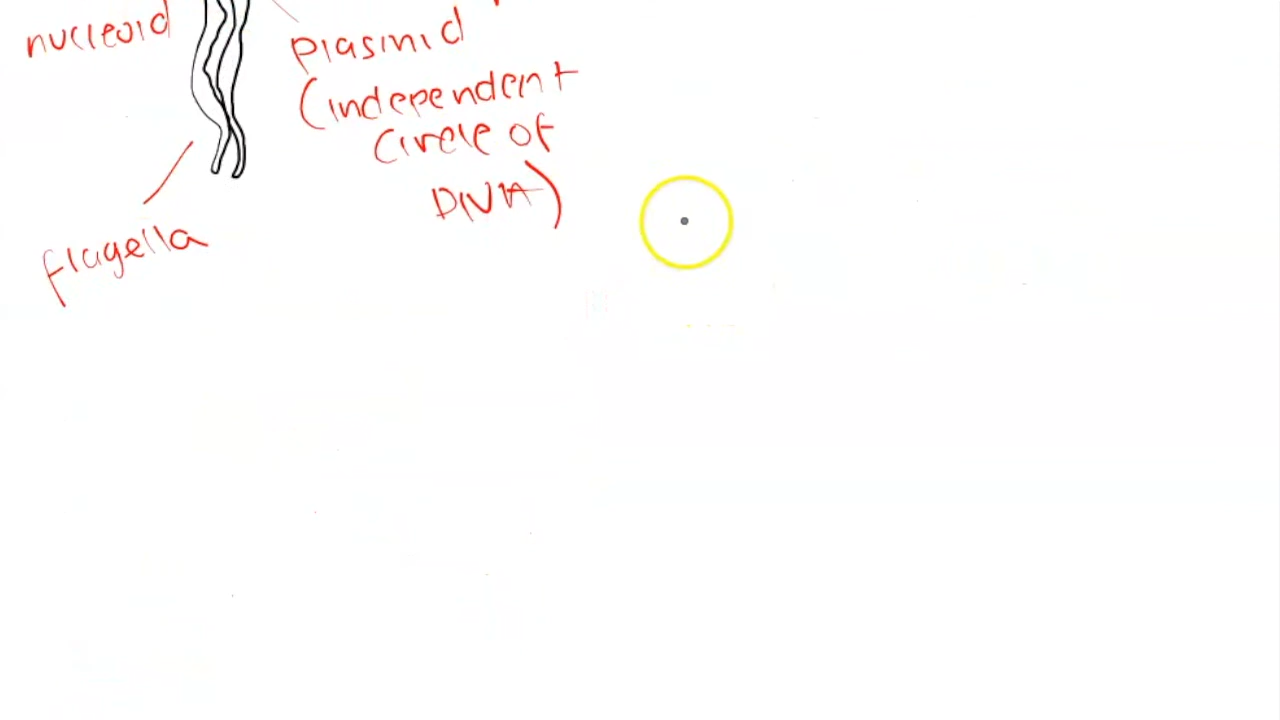 nucleoid
plasmid
(independent
circle of
DNA)
flagella